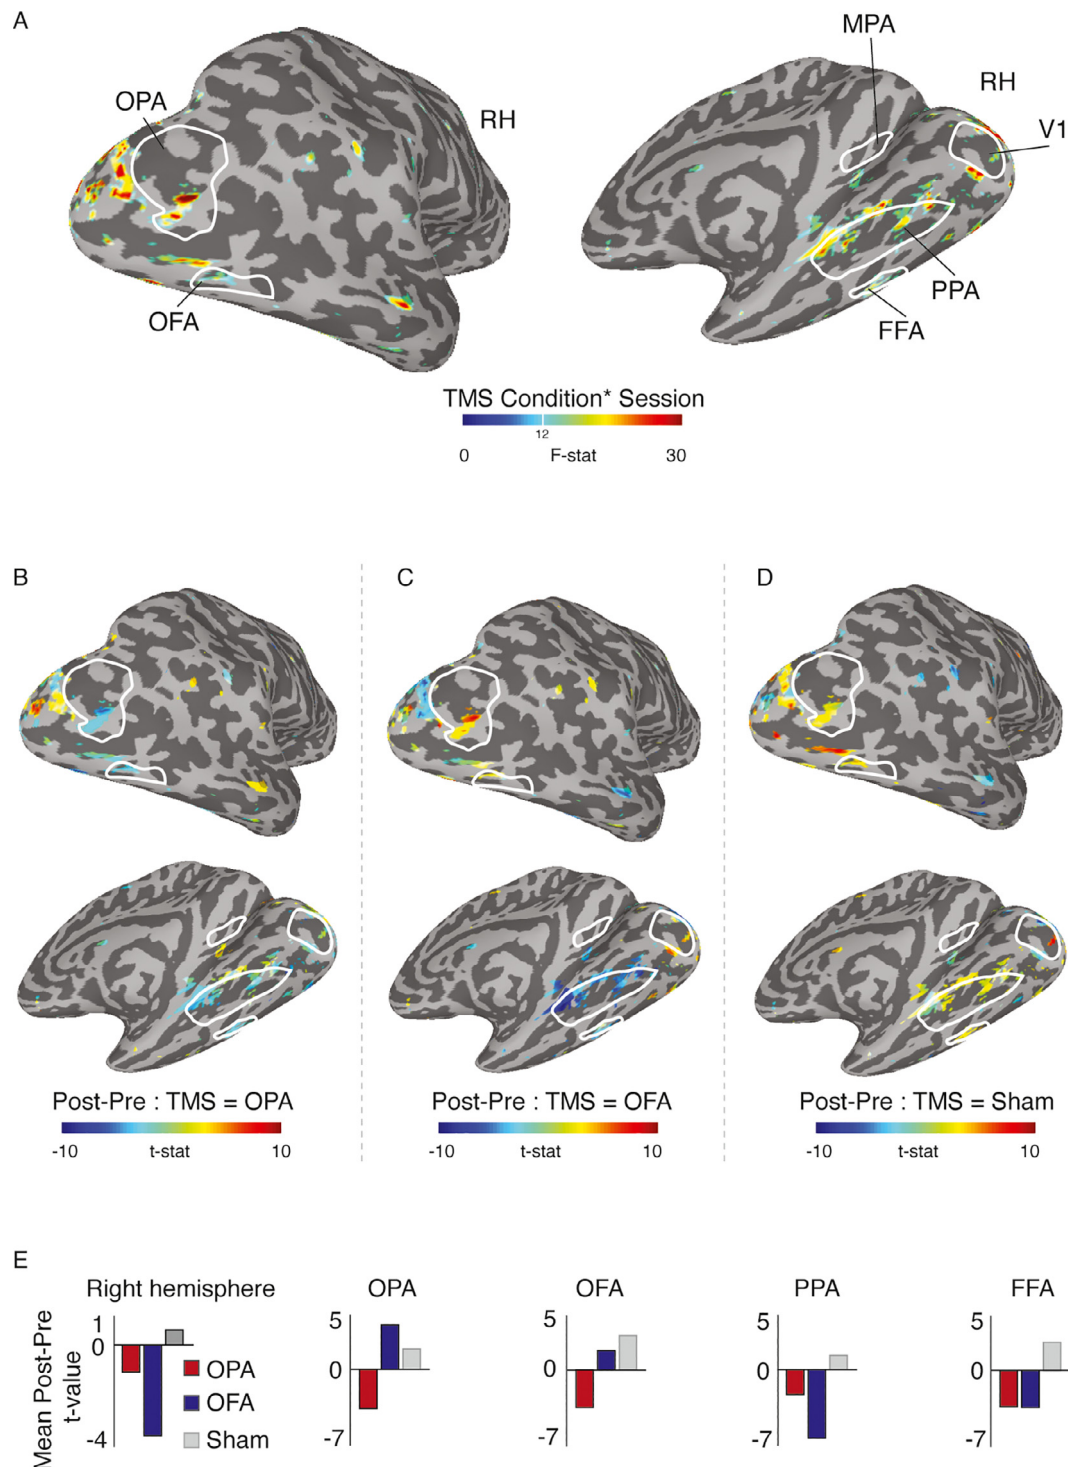 A
OPA
RH
OFA
MPA
RH
V1
PPA
FFA
TMS Condition* Session
12
0 F-stat 30
B
C
D
Post-Pre : TMS = OPA
-10 t-stat 10
Post-Pre : TMS = OFA
-10 t-stat 10
Post-Pre : TMS = Sham
-10 t-stat 10
E
Mean Post-Pre
t-value
Right hemisphere
1
0
-4
OPA
OFA
Sham
OPA
5
0
-7
OFA
5
0
-7
PPA
5
0
-7
FFA
5
0
-7